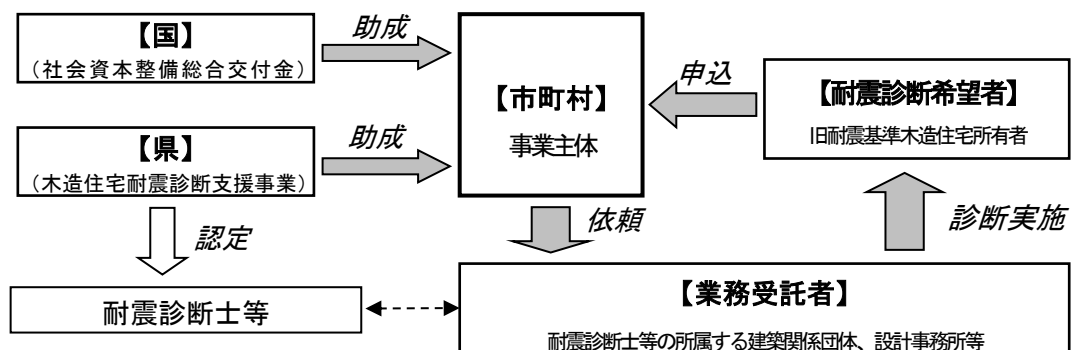 【国】
（社会資本整備総合交付金）
助成
【県】
（木造住宅耐震診断支援事業）
助成
【市町村】
事業主体
申込
【耐震診断希望者】
旧耐震基準木造住宅所有者
認定
依頼
診断実施
耐震診断士等
【業務受託者】
耐震診断士等の所属する建築関係団体、設計事務所等